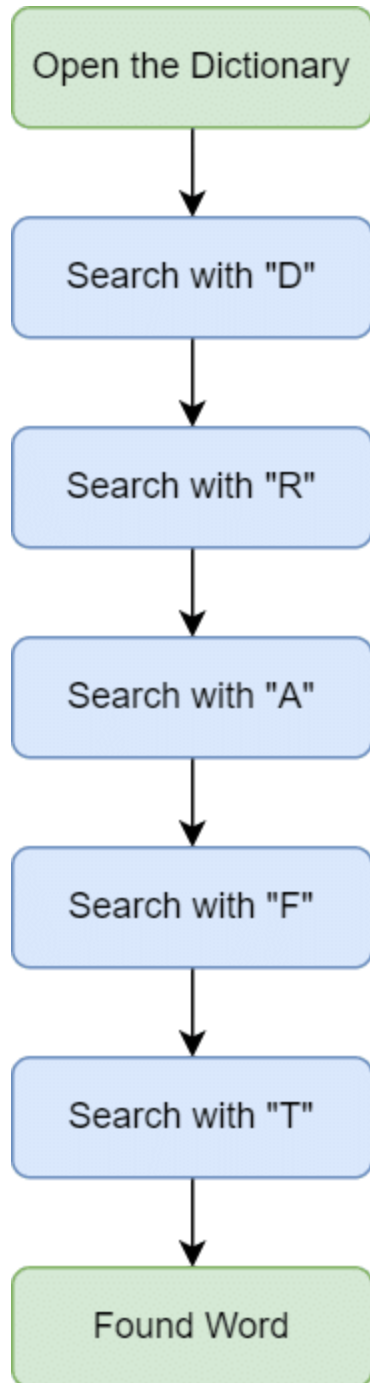 Open the Dictionary
Search with "D"
Search with "R"
Search with "A"
Search with "F"
Search with "T"
Found Word